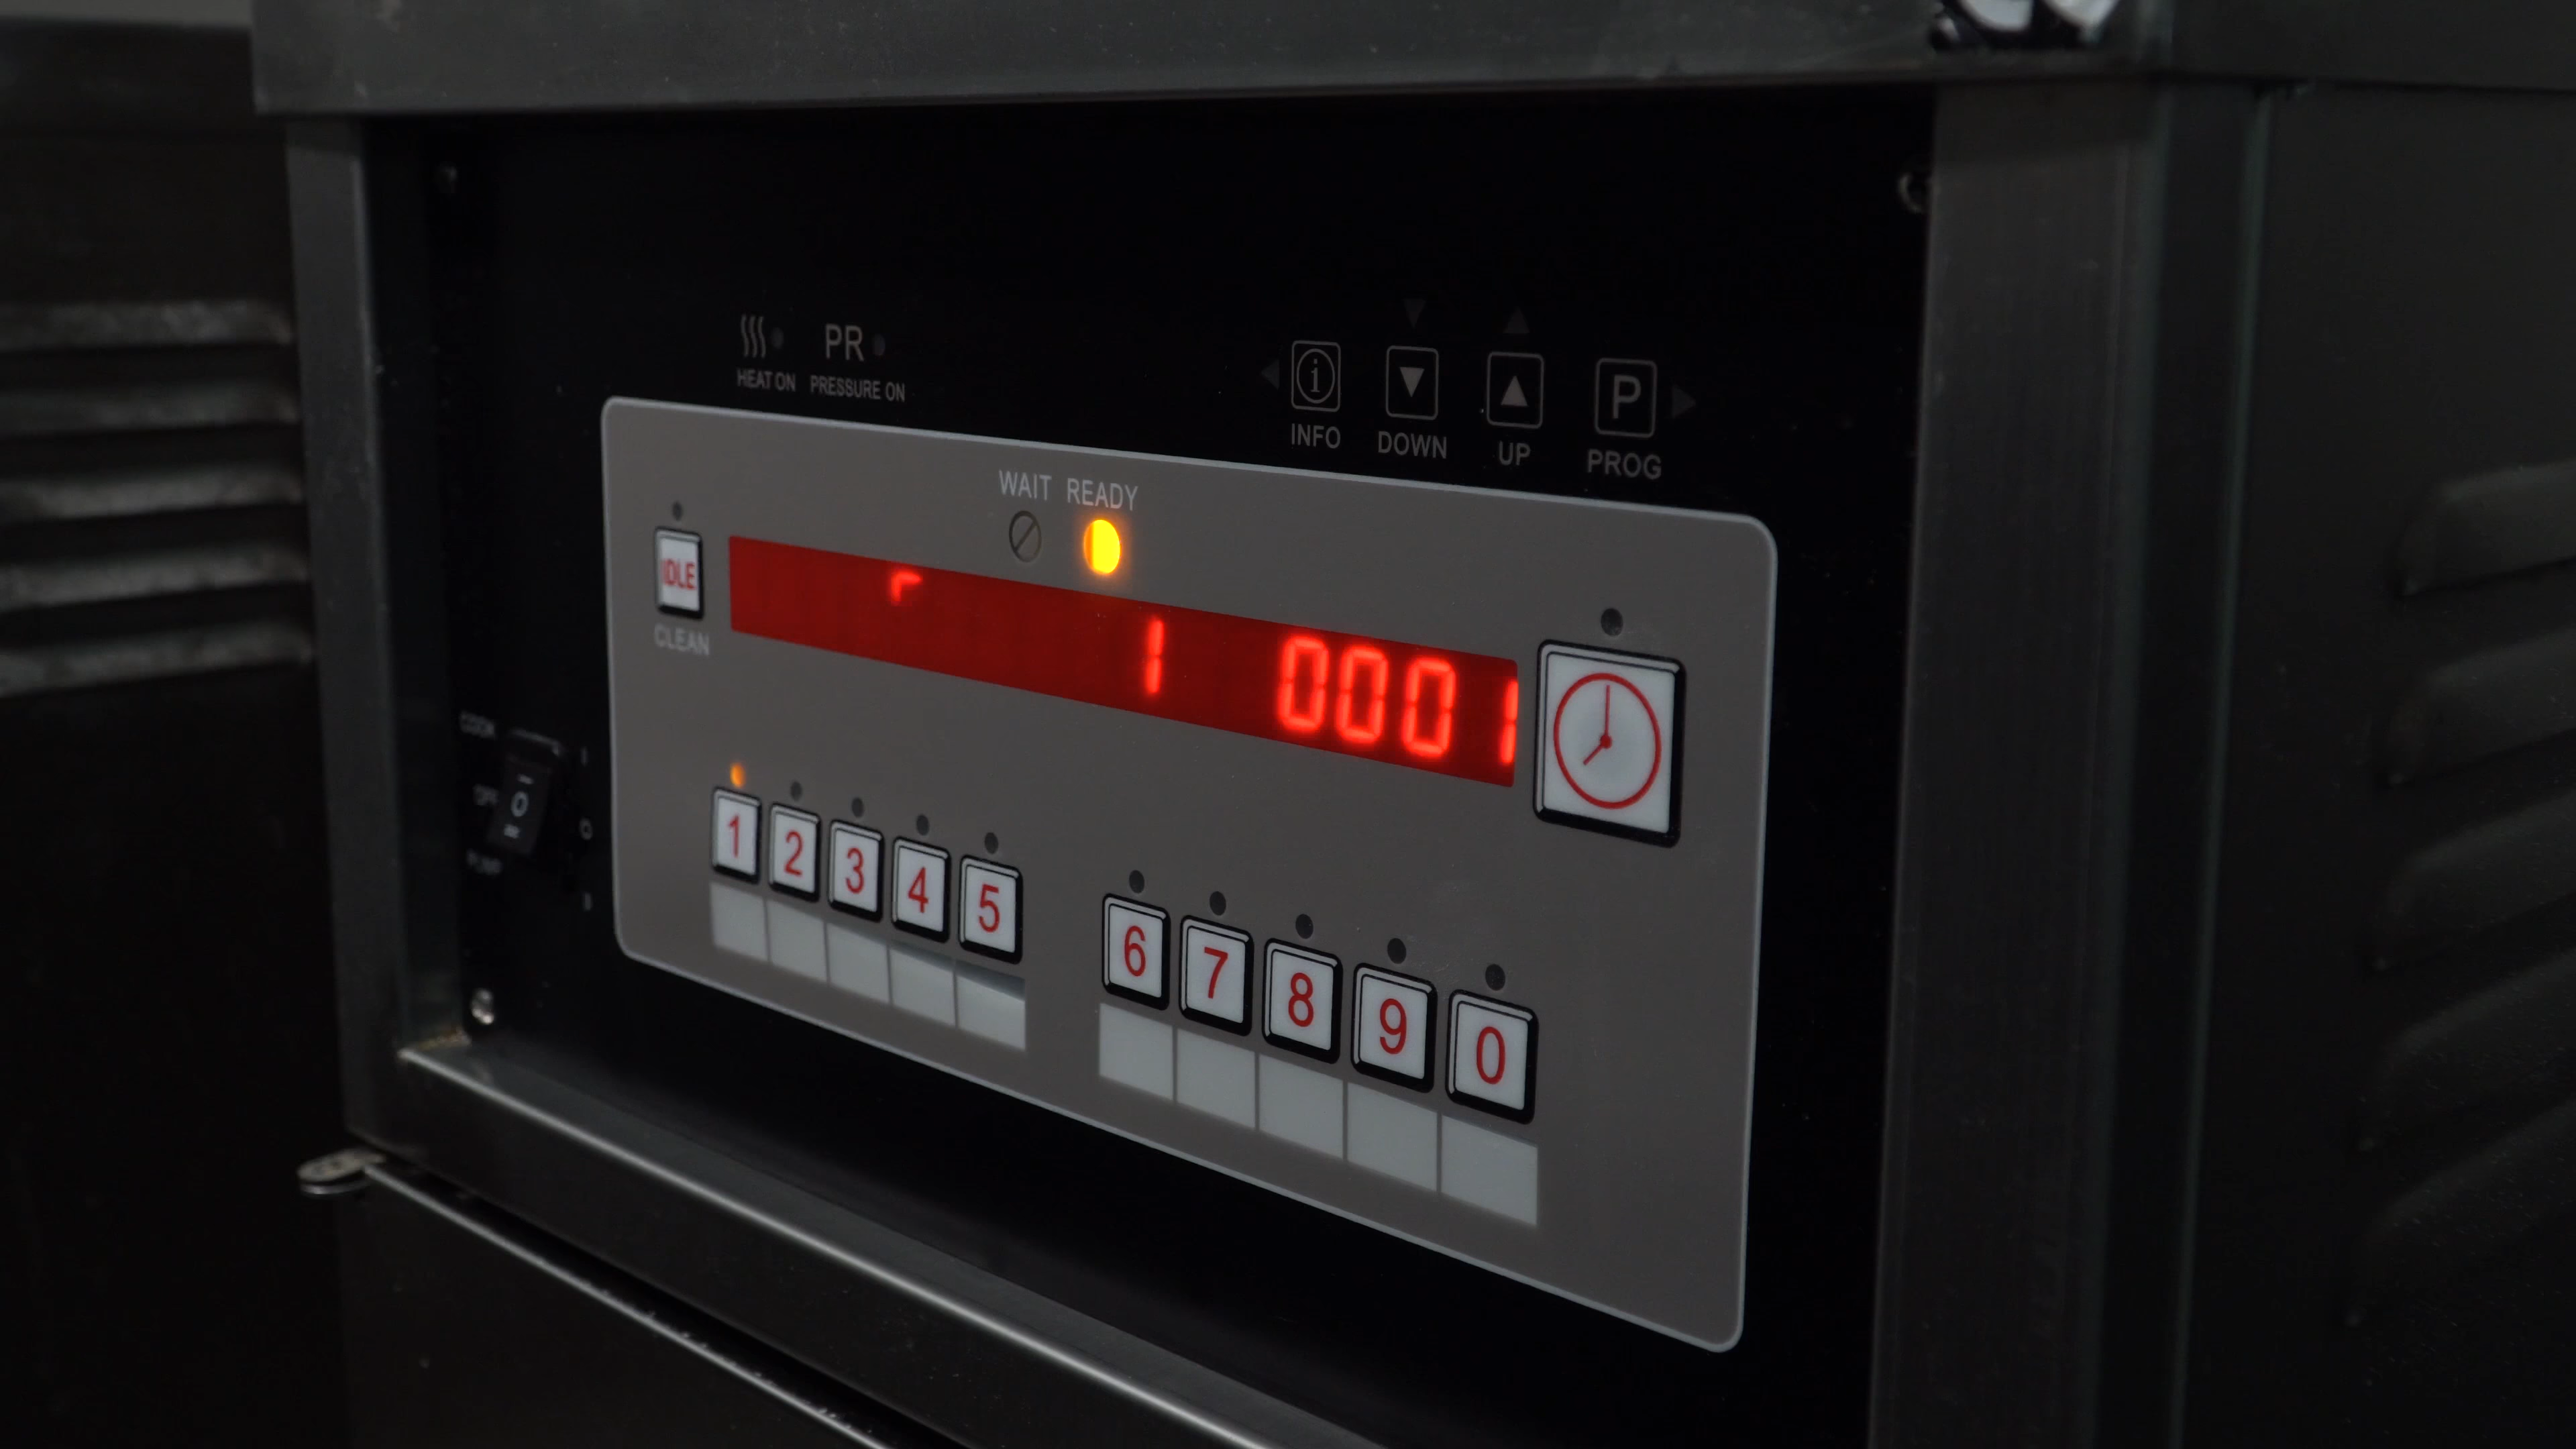 PR
HEAT ON PRESSURE ON
INFO DOWN UP PROG
P
WAIT READY
IDLE
CLEAN
1 0001
COOK
OFF
PUMP
1 2 3 4 5
6 7 8 9 0